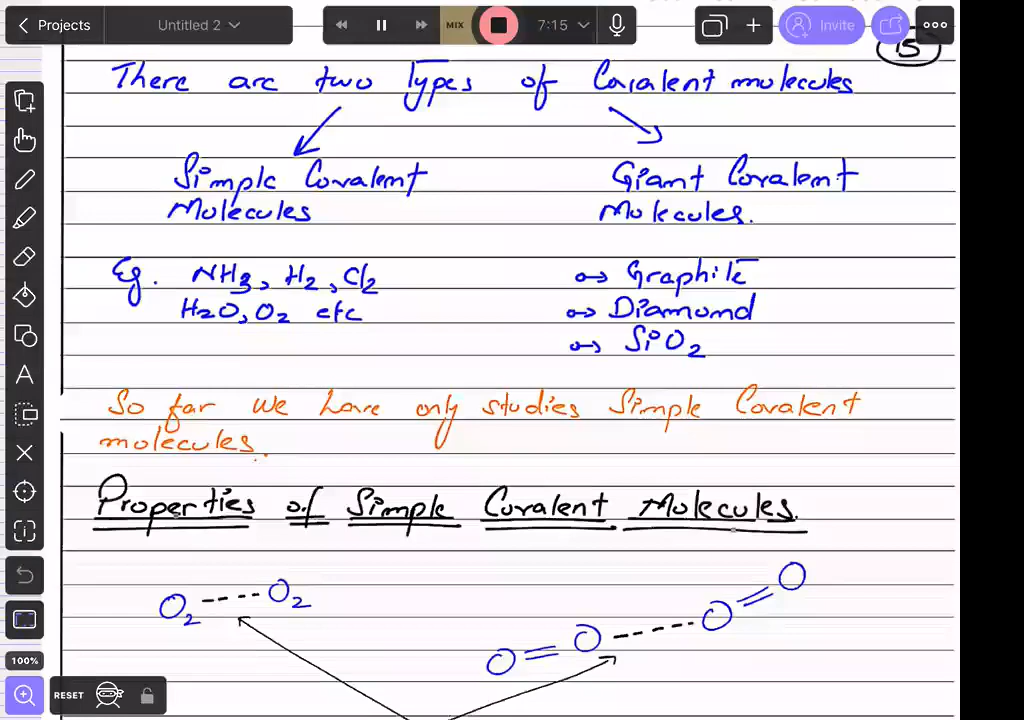 Projects
Untitled 2
MIX
7:15
Invite
15
There are two Types of Covalent molecules
Simple Covalent
Molecules
Giant Covalent
Molecules.
Eg. NH3, H2, Cl2
H2O, O2 etc
Graphite
Diamond
SiO2
So far we have only studies Simple Covalent
molecules.
Properties of Simple Covalent Molecules.
O2 ---- O2
O = O ----- O = O
100%
RESET